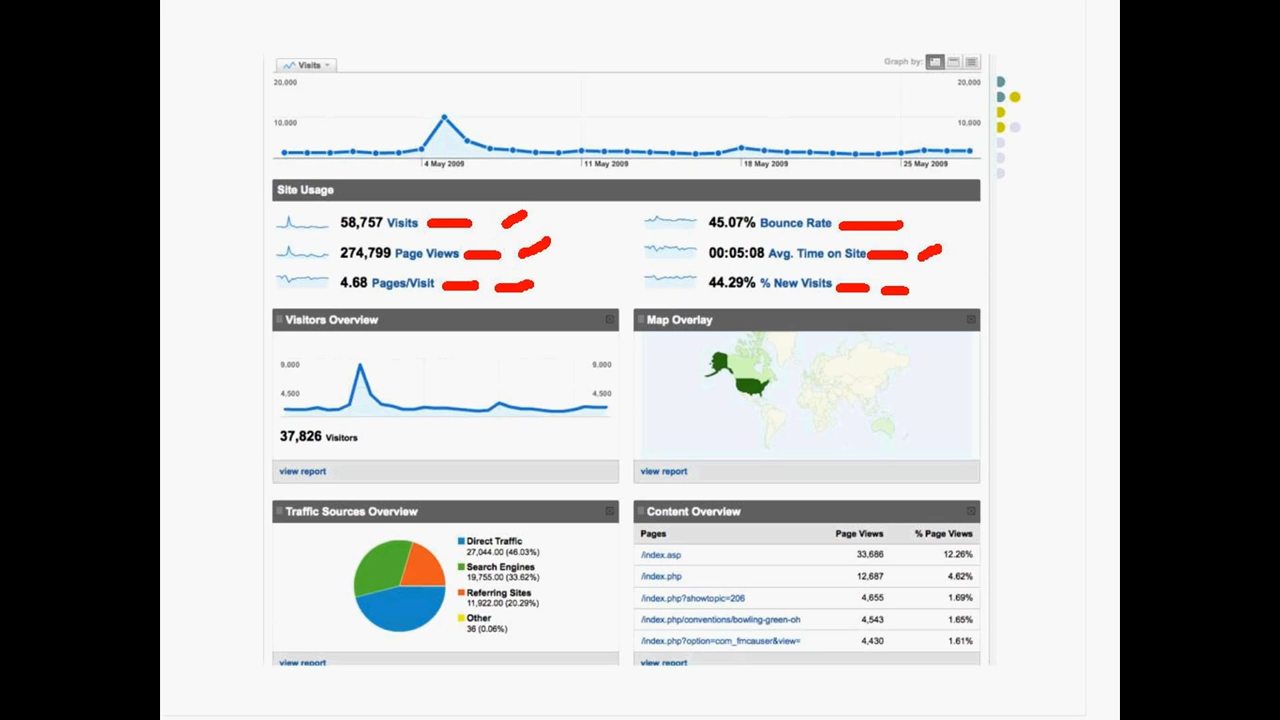 Visits
Graph by:
20,000 20,000
10,000 10,000
4 May 2009 11 May 2009 18 May 2009 25 May 2009
Site Usage
58,757 Visits
45.07% Bounce Rate
274,799 Page Views
00:05:08 Avg. Time on Site
4.68 Pages/Visit
44.29% % New Visits
Visitors Overview
9,000 9,000
4,500 4,500
37,826 Visitors
view report
Map Overlay
view report
Traffic Sources Overview
Direct Traffic
27,044.00 (46.03%)
Search Engines
19,755.00 (33.62%)
Referring Sites
11,922.00 (20.29%)
Other
36 (0.06%)
view report
Content Overview
Pages Page Views % Page Views
/index.asp 33,686 12.26%
/index.php 12,687 4.62%
/index.php?showtopic=206 4,655 1.69%
/index.php/conventions/bowling-green-oh 4,543 1.65%
/index.php?option=com_fmcauser&view= 4,430 1.61%
view report